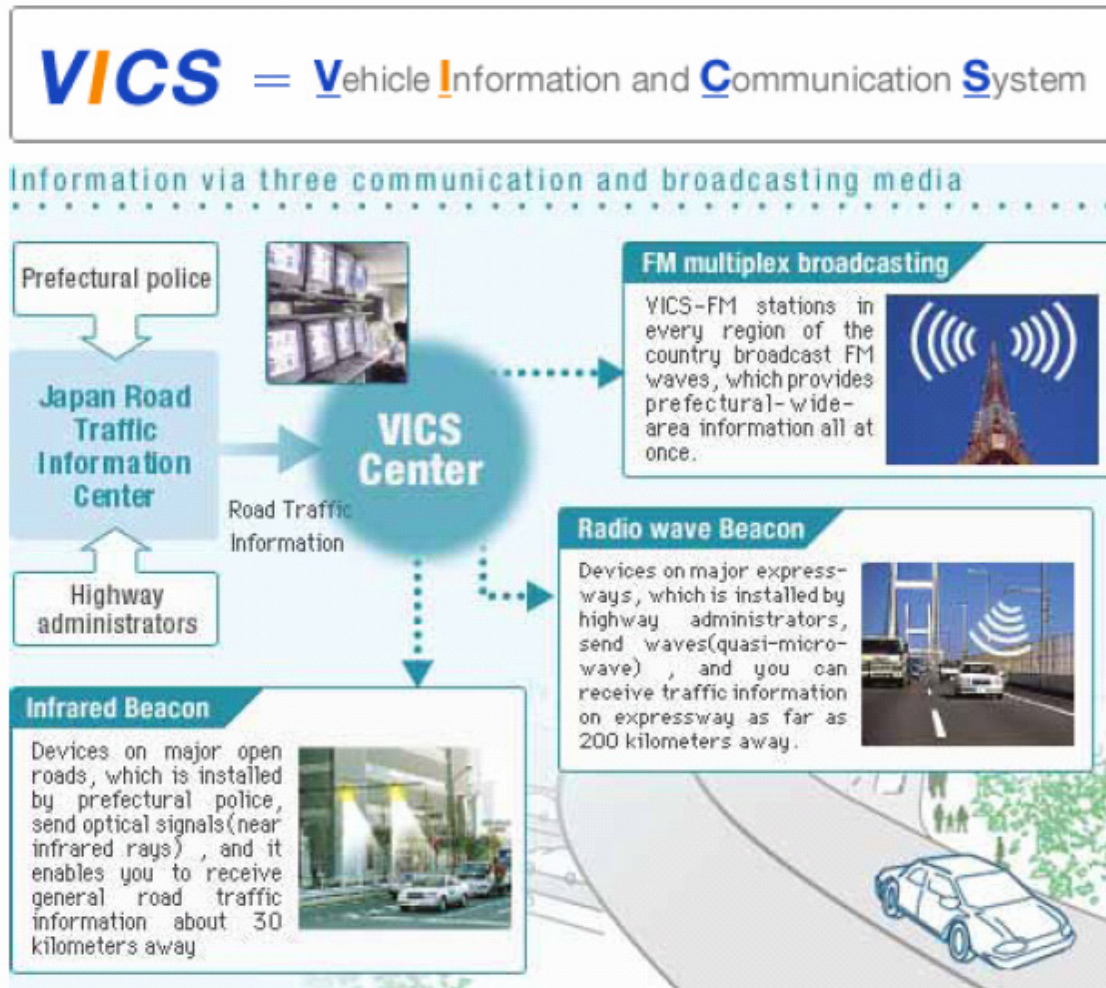 VICS = Vehicle Information and Communication System
Information via three communication and broadcasting media
Prefectural police
Japan Road
Traffic
Information
Center
Highway
administrators
Road Traffic
Information
VICS
Center
FM multiplex broadcasting
VICS-FM stations in
every region of the
country broadcast FM
waves, which provides
prefectural-wide-
area information all at
once.
Radio wave Beacon
Devices on major express-
ways, which is installed by
highway administrators,
send waves(quasi-micro-
wave) , and you can
receive traffic information
on expressway as far as
200 kilometers away.
Infrared Beacon
Devices on major open
roads, which is installed
by prefectural police,
send optical signals(near
infrared rays) , and it
enables you to receive
general road traffic
information about 30
kilometers away